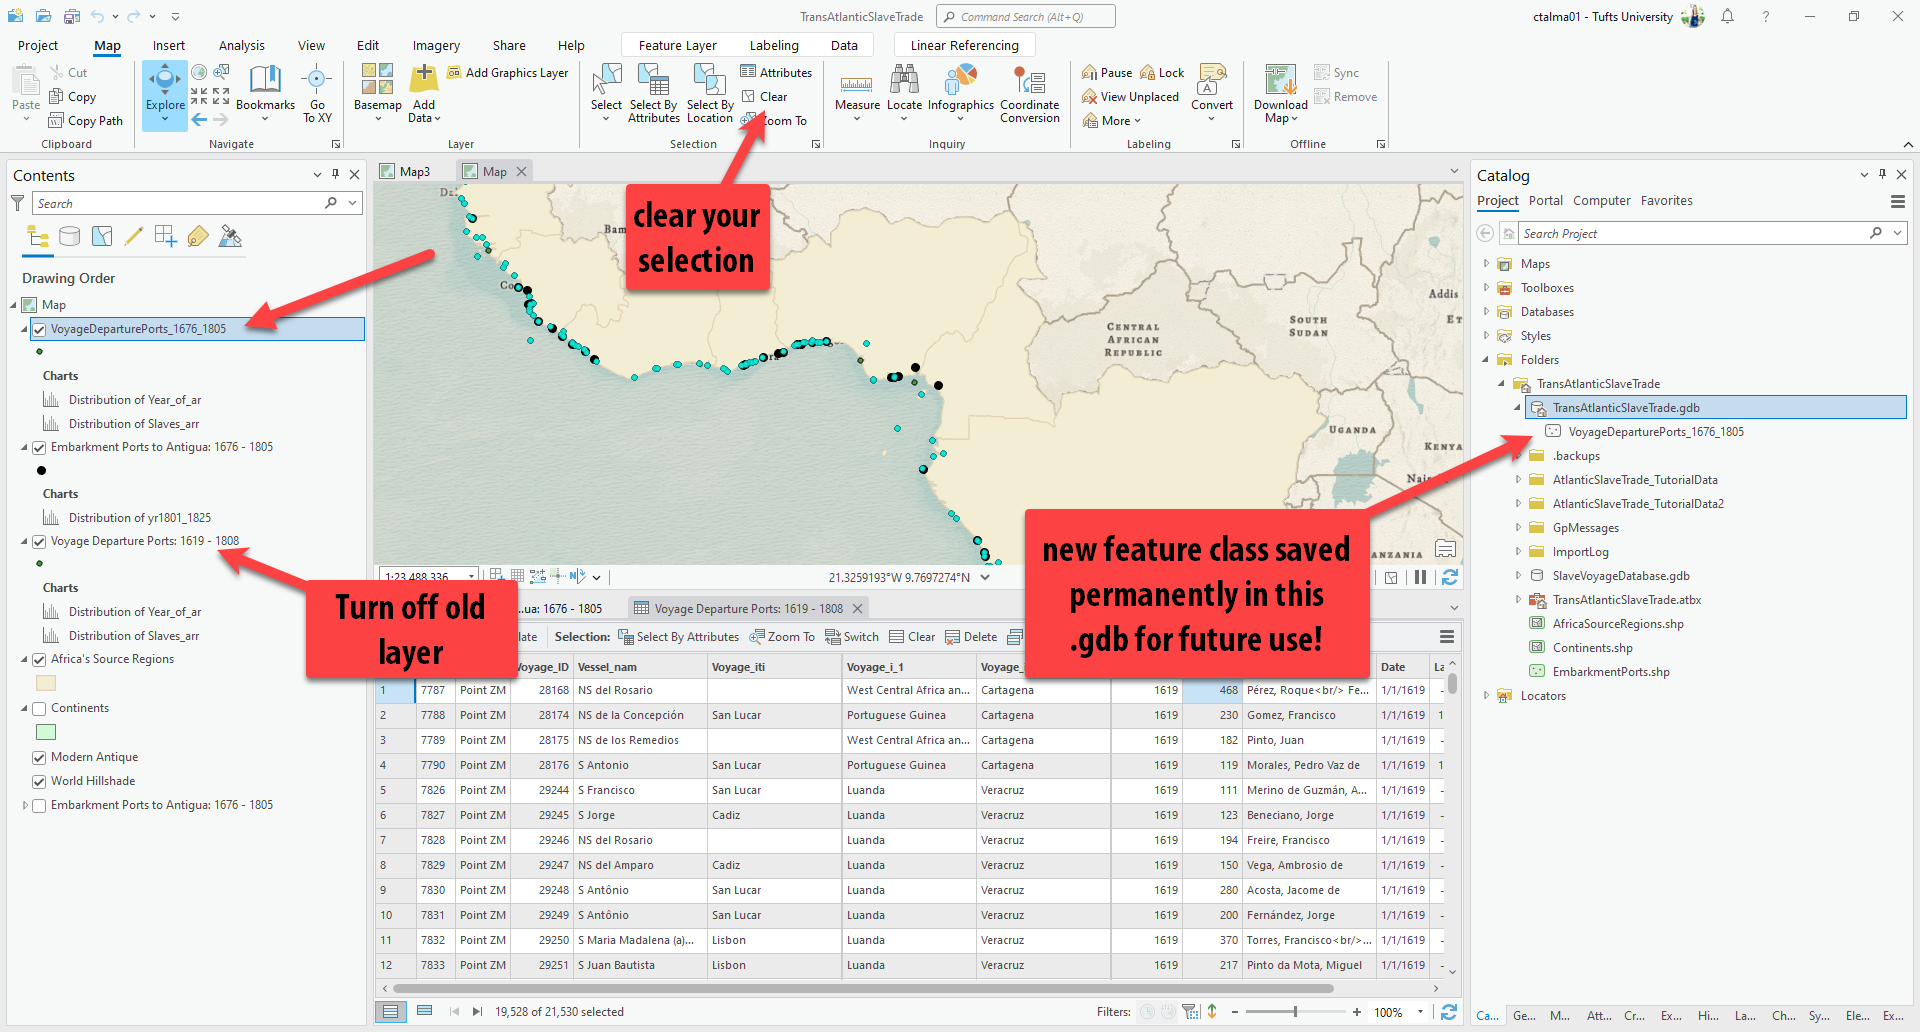 TransAtlanticSlaveTrade
Command Search (Alt+Q)
ctalma01 - Tufts University
?
Project
Map
Insert
Analysis
View
Edit
Imagery
Share
Help
Feature Layer
Labeling
Data
Linear Referencing
Paste
Cut
Copy
Copy Path
Clipboard
Explore
Bookmarks
Go
To XY
Navigate
Basemap
Add
Data
Add Graphics Layer
Layer
Select
Select By
Attributes
Select By
Location
Attributes
Clear
Zoom To
Selection
Measure
Locate
Infographics
Coordinate
Conversion
Inquiry
Pause
Lock
View Unplaced
More
Convert
Labeling
Download
Map
Sync
Remove
Offline
Contents
Search
Drawing Order
Map
VoyageDeparturePorts_1676_1805
Charts
Distribution of Year_of_ar
Distribution of Slaves_arr
Embarkment Ports to Antigua: 1676 - 1805
Charts
Distribution of yr1801_1825
Voyage Departure Ports: 1619 - 1808
Charts
Distribution of Year_of_ar
Distribution of Slaves_arr
Africa's Source Regions
Continents
Modern Antique
World Hillshade
Embarkment Ports to Antigua: 1676 - 1805
Map3
Map
clear your
selection
CENTRAL
AFRICAN
REPUBLIC
SOUTH
SUDAN
Addis
UGANDA
KENYA
Turn off old
layer
new feature class saved
permanently in this
.gdb for future use!
1:23,488,336
21.3259193°W 9.7697274°N
...ua: 1676 - 1805
Voyage Departure Ports: 1619 - 1808
Selection:
Select By Attributes
Zoom To
Switch
Clear
Delete
Voyage_ID
Vessel_nam
Voyage_iti
Voyage_i_1
Date
1 7787 Point ZM 28168 NS del Rosario West Central Africa an... Cartagena 1619 468 Pérez, Roque<br/> Fe... 1/1/1619
2 7788 Point ZM 28174 NS de la Concepción San Lucar Portuguese Guinea Cartagena 1619 230 Gomez, Francisco 1/1/1619
3 7789 Point ZM 28175 NS de los Remedios West Central Africa an... Cartagena 1619 182 Pinto, Juan 1/1/1619
4 7790 Point ZM 28176 S Antonio San Lucar Portuguese Guinea Cartagena 1619 119 Morales, Pedro Vaz de 1/1/1619
5 7826 Point ZM 29244 S Francisco San Lucar Luanda Veracruz 1619 111 Merino de Guzmán, A... 1/1/1619
6 7827 Point ZM 29245 S Jorge Cadiz Luanda Veracruz 1619 123 Beneciano, Jorge 1/1/1619
7 7828 Point ZM 29246 NS del Rosario Luanda Veracruz 1619 194 Freire, Francisco 1/1/1619
8 7829 Point ZM 29247 NS del Amparo Cadiz Luanda Veracruz 1619 150 Vega, Ambrosio de 1/1/1619
9 7830 Point ZM 29248 S Antônio San Lucar Luanda Veracruz 1619 280 Acosta, Jacome de 1/1/1619
10 7831 Point ZM 29249 S Antônio San Lucar Luanda Veracruz 1619 200 Fernández, Jorge 1/1/1619
11 7832 Point ZM 29250 S Maria Madalena (a)... Lisbon Luanda Veracruz 1619 370 Torres, Francisco<br/>... 1/1/1619
12 7833 Point ZM 29251 S Juan Bautista Lisbon Luanda Veracruz 1619 217 Pinto da Mota, Miguel 1/1/1619
19,528 of 21,530 selected
Filters:
100%
Catalog
Project
Portal
Computer
Favorites
Search Project
Maps
Toolboxes
Databases
Styles
Folders
TransAtlanticSlaveTrade
TransAtlanticSlaveTrade.gdb
VoyageDeparturePorts_1676_1805
.backups
AtlanticSlaveTrade_TutorialData
AtlanticSlaveTrade_TutorialData2
GpMessages
ImportLog
SlaveVoyageDatabase.gdb
TransAtlanticSlaveTrade.atbx
AfricaSourceRegions.shp
Continents.shp
EmbarkmentPorts.shp
Locators
Ca...
Ge...
M...
Att...
Cr...
Ex...
Hi...
La...
Ch...
Sy...
Ele...
Ex...